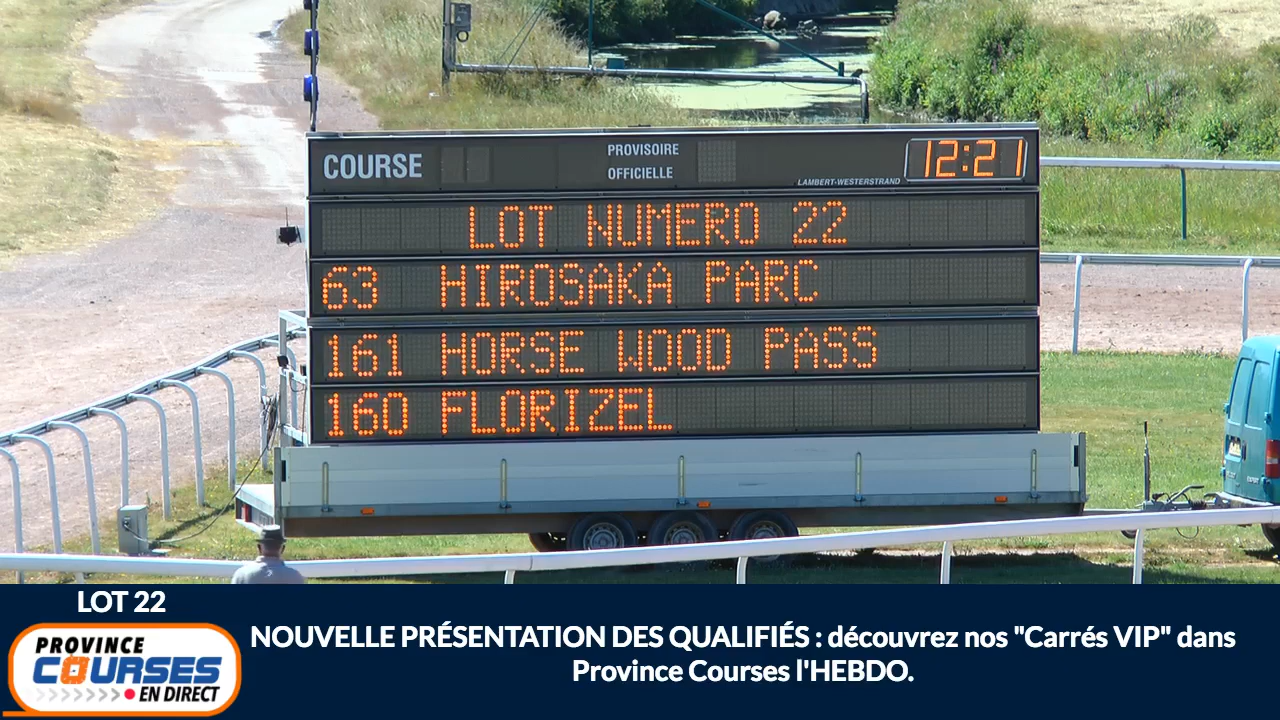 COURSE
PROVISOIRE
OFFICIELLE
LAMBERT-WESTERSTRAND
12:21
LOT NUMERO 22
63 HIROSAKA PARC
161 HORSE WOOD PASS
160 FLORIZEL
LOT 22
PROVINCE
COURSES
EN DIRECT
NOUVELLE PRÉSENTATION DES QUALIFIÉS : découvrez nos "Carrés VIP" dans
Province Courses l'HEBDO.